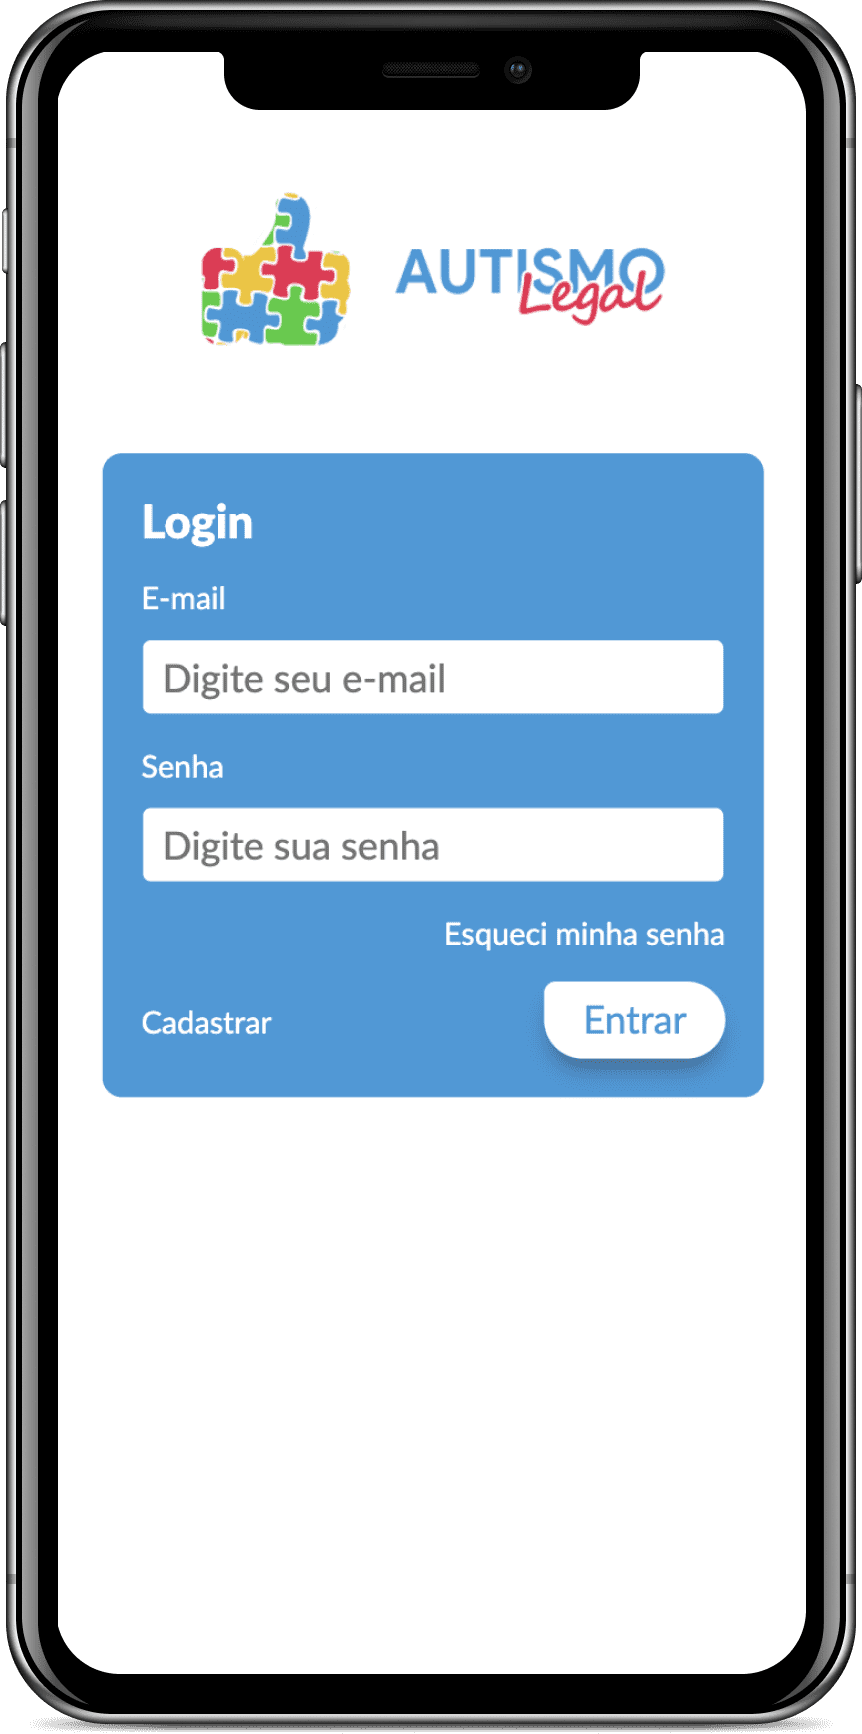 AUTISMO
Legal
Login
E-mail
Digite seu e-mail
Senha
Digite sua senha
Esqueci minha senha
Cadastrar
Entrar